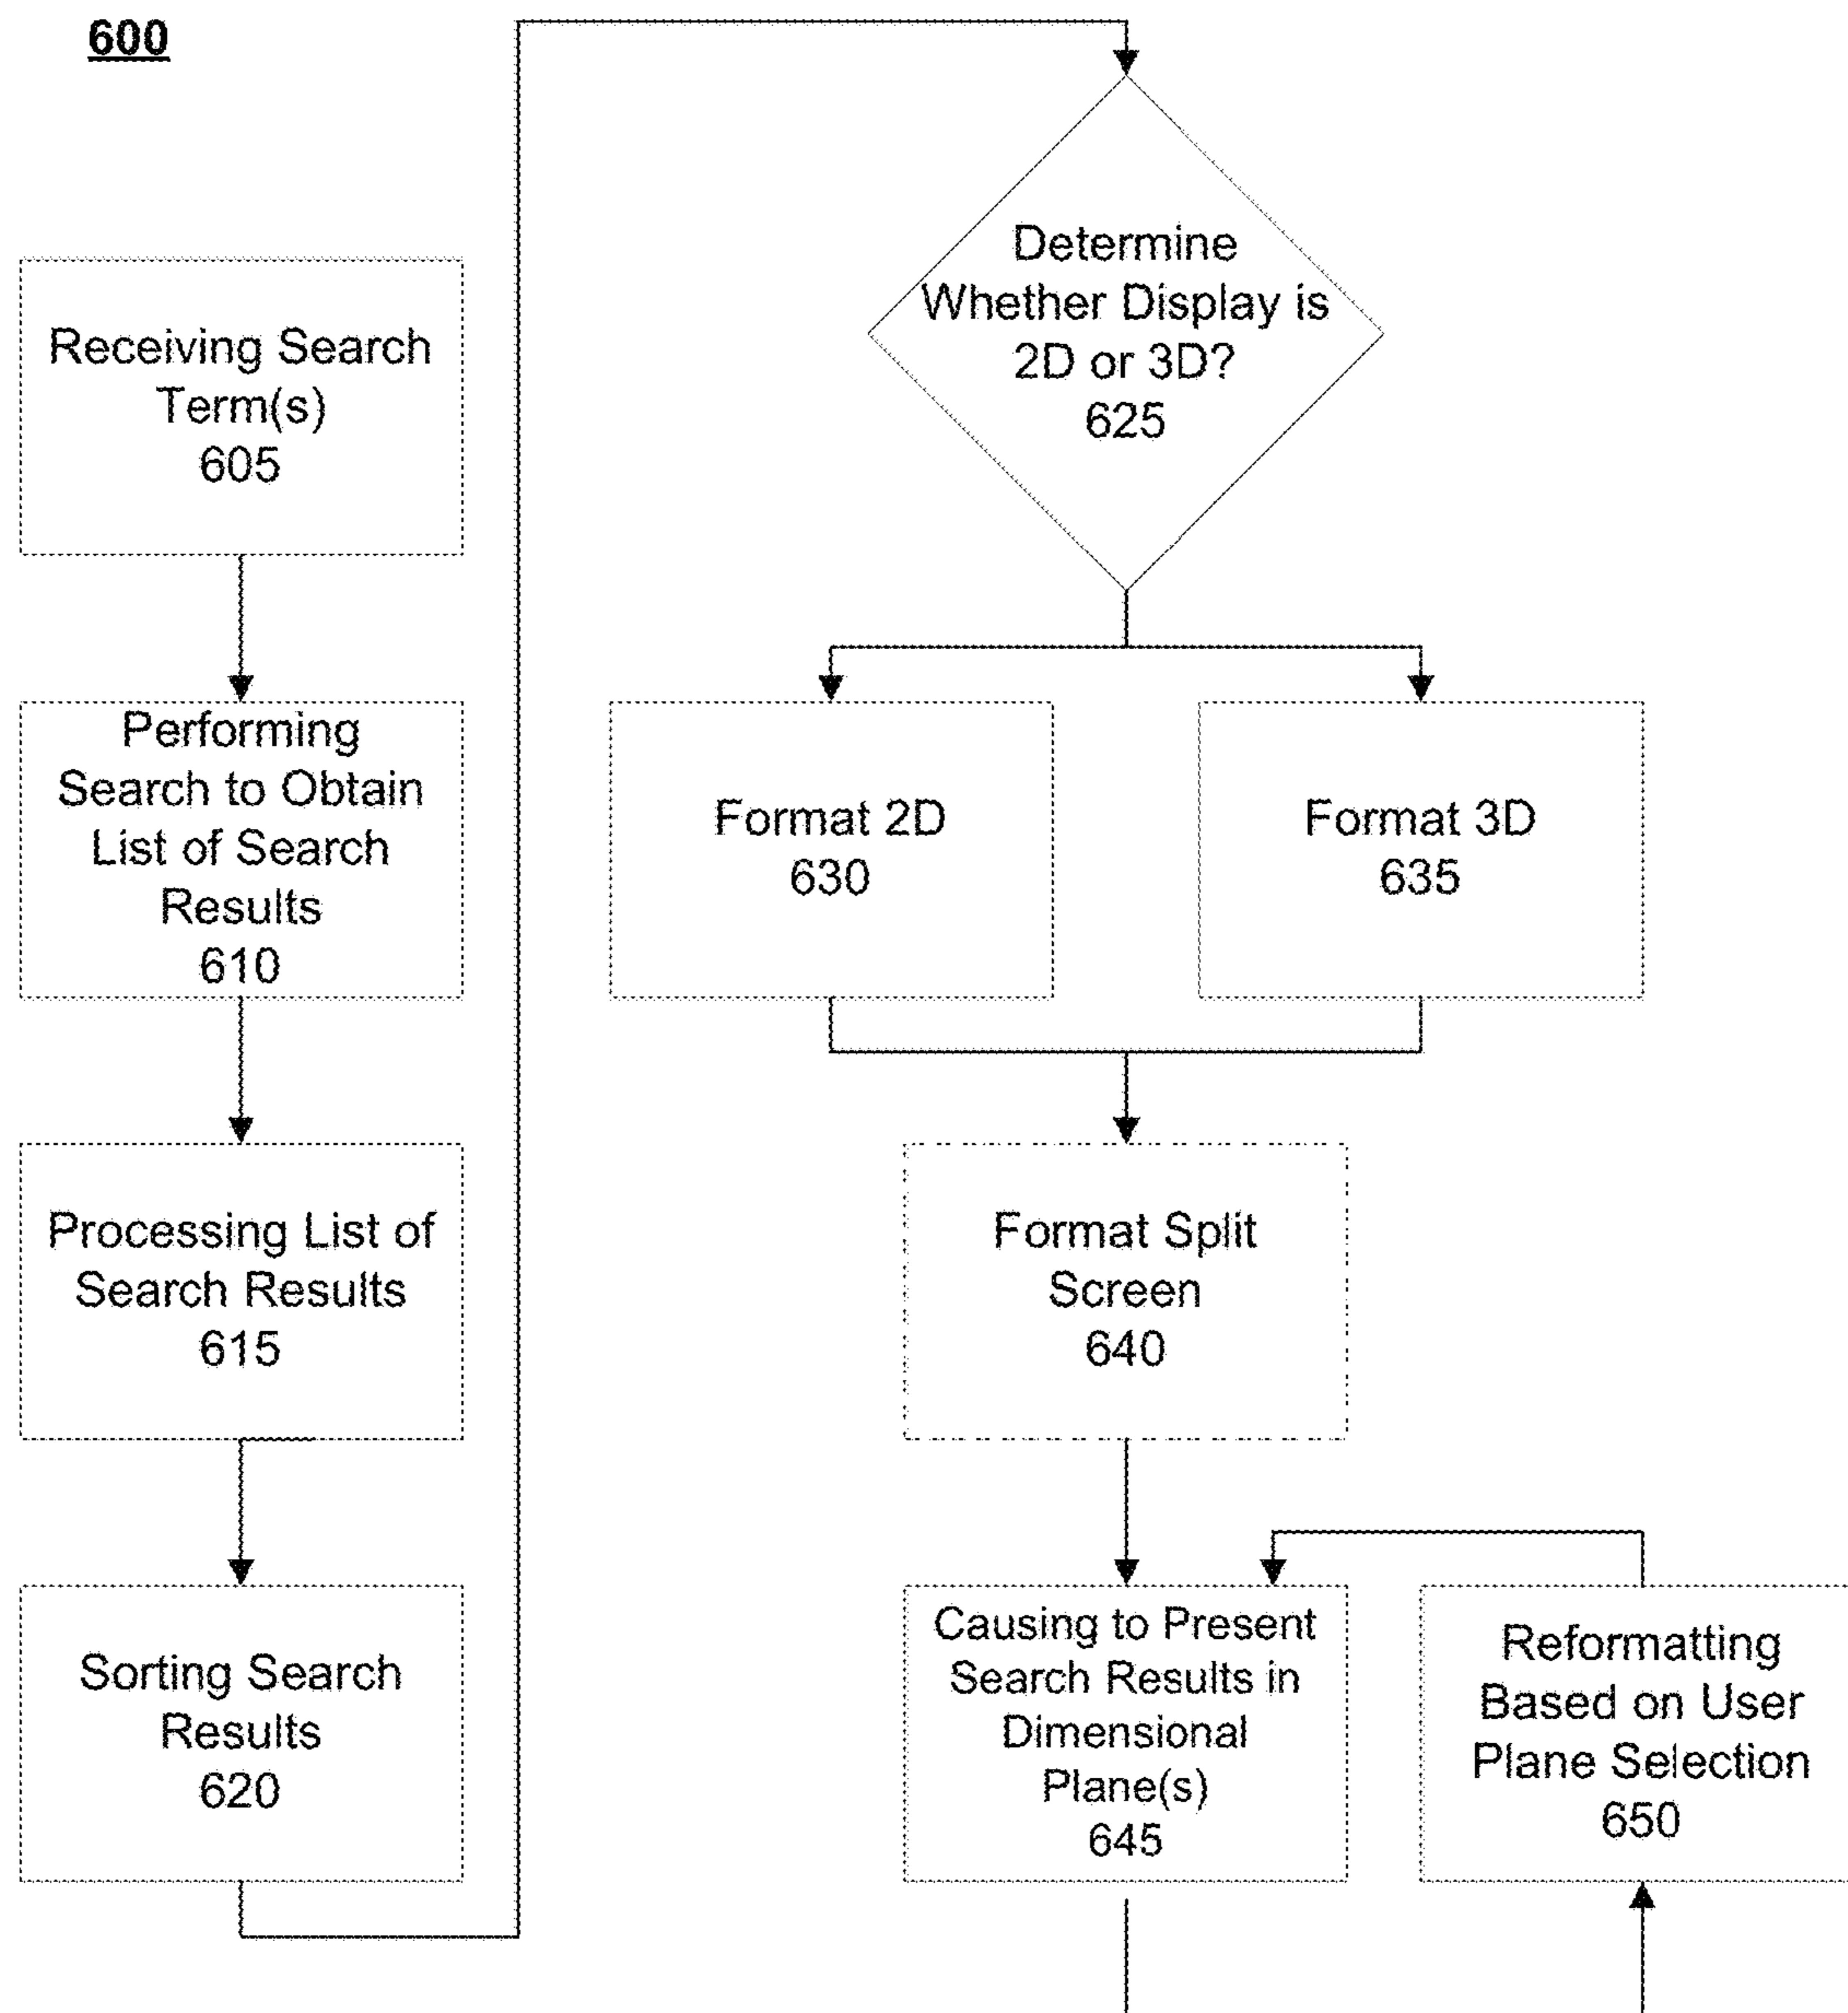 600
Receiving Search
Term(s)
605
Performing
Search to Obtain
List of Search
Results
610
Processing List of
Search Results
615
Sorting Search
Results
620
Determine
Whether Display is
2D or 3D?
625
Format 2D
630
Format 3D
635
Format Split
Screen
640
Causing to Present
Search Results in
Dimensional
Plane(s)
645
Reformatting
Based on User
Plane Selection
650